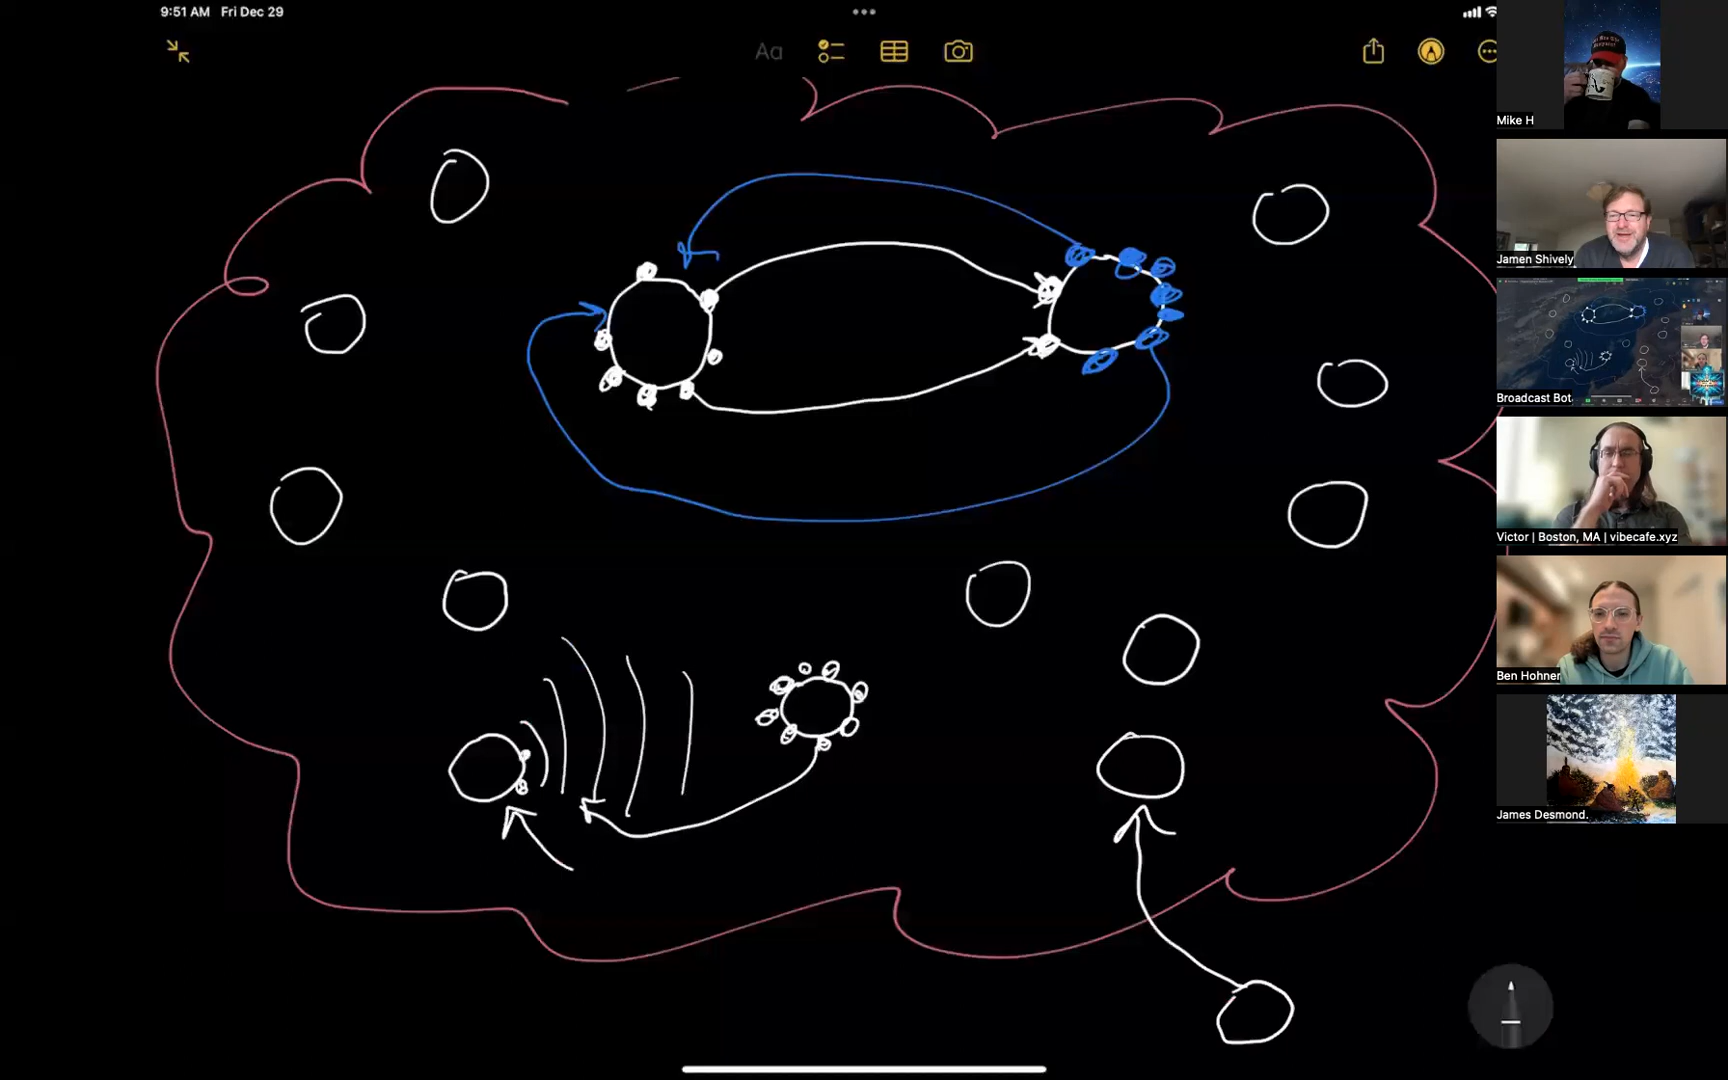 9:51 AM Fri Dec 29
Aa
Mike H
Jamen Shively
Broadcast Bot
Victor | Boston, MA | vibecafe.xyz
Ben Hohner
James Desmond.